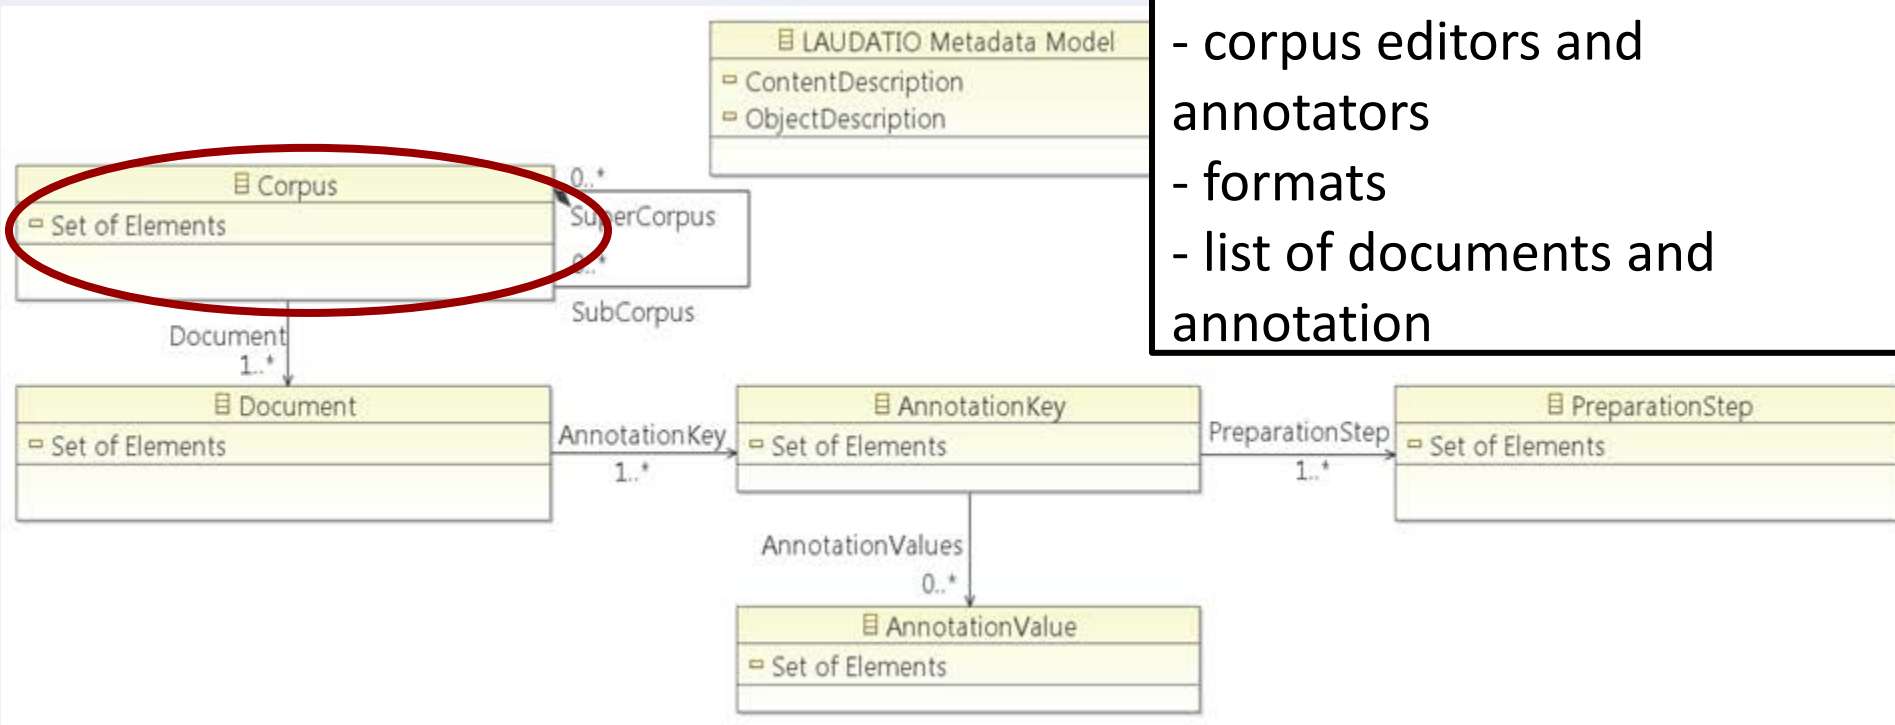 LAUDATIO Metadata Model
ContentDescription
ObjectDescription
- corpus editors and
annotators
- formats
- list of documents and
annotation
Corpus
Set of Elements
0..*
SuperCorpus
0..*
SubCorpus
Document
1..*
Document
Set of Elements
AnnotationKey
1..*
AnnotationKey
Set of Elements
PreparationStep
1..*
PreparationStep
Set of Elements
AnnotationValues
0..*
AnnotationValue
Set of Elements